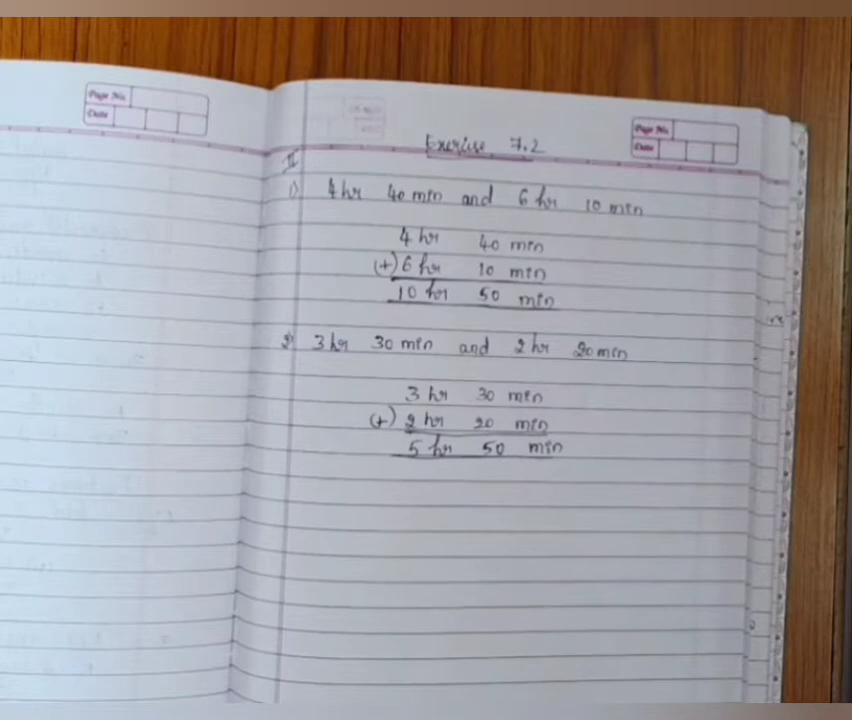 Page No.
Date
Page No.
Date
Exercise 7.2
II
1) 4 hr 40 min and 6 hr 10 min
4 hr 40 min
(+) 6 hr 10 min
10 hr 50 min
2) 3 hr 30 min and 2 hr 20 min
3 hr 30 min
(+) 2 hr 20 min
5 hr 50 min